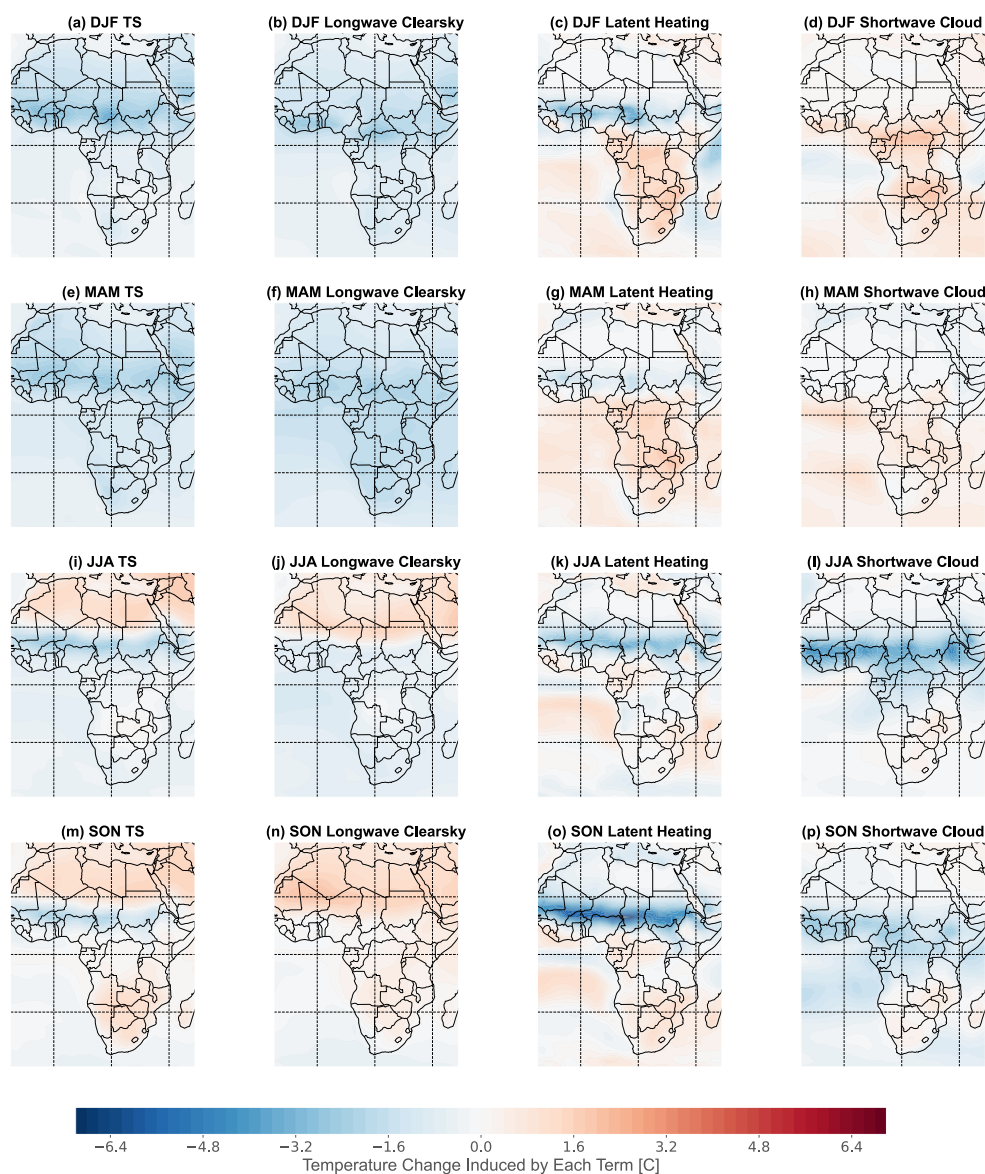 (a) DJF TS
(b) DJF Longwave Clearsky
(c) DJF Latent Heating
(d) DJF Shortwave Cloud
(e) MAM TS
(f) MAM Longwave Clearsky
(g) MAM Latent Heating
(h) MAM Shortwave Cloud
(i) JJA TS
(j) JJA Longwave Clearsky
(k) JJA Latent Heating
(l) JJA Shortwave Cloud
(m) SON TS
(n) SON Longwave Clearsky
(o) SON Latent Heating
(p) SON Shortwave Cloud
−6.4 −4.8 −3.2 −1.6 0.0 1.6 3.2 4.8 6.4
Temperature Change Induced by Each Term [C]